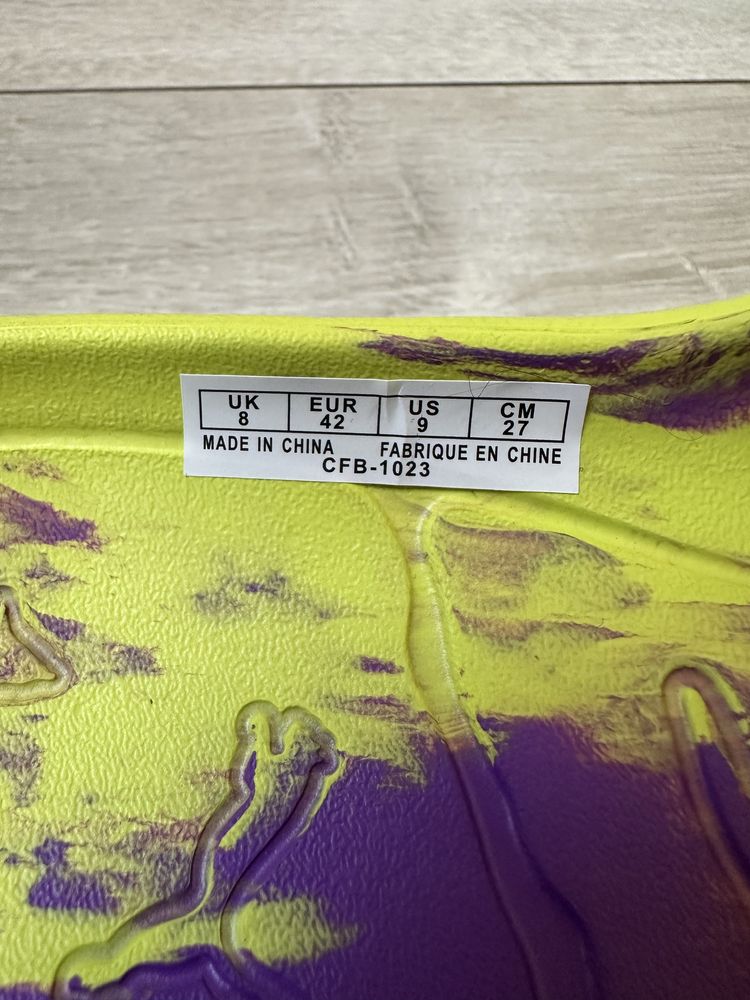 UK EUR US CM
8 42 9 27
MADE IN CHINA FABRIQUE EN CHINE
CFB-1023